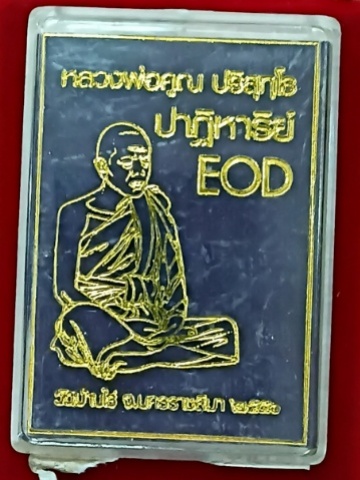 หลวงพ่อคูณ ปริสุทฺโธ
ปาฏิหาริย์
EOD
วัดบ้านไร่ จ.นครราชสีมา ๒๕๕๖